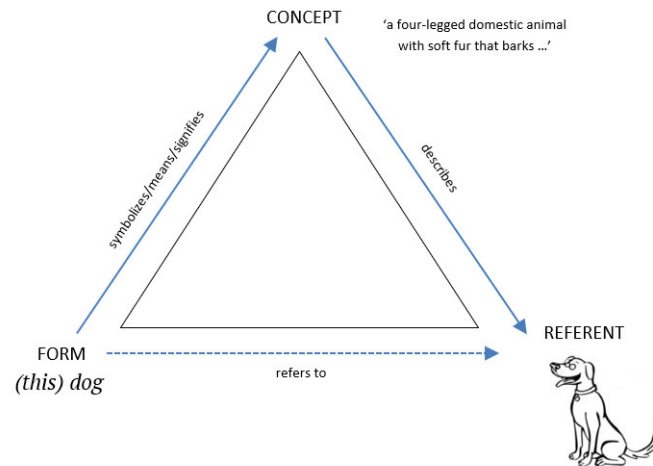 CONCEPT
‘a four-legged domestic animal
with soft fur that barks ...’
symbolizes/means/signifies
describes
FORM
(this) dog
refers to
REFERENT